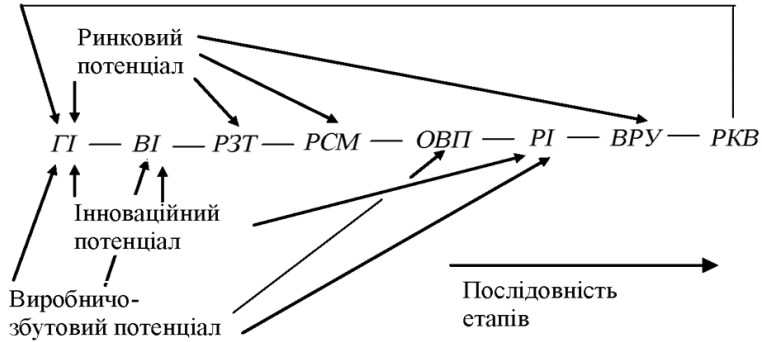 Ринковий
потенціал
ГІ — ВІ — РЗТ — РСМ — ОВП — РІ — ВРУ — РКВ
Інноваційний
потенціал
Виробничо-
збутовий потенціал
Послідовність
етапів